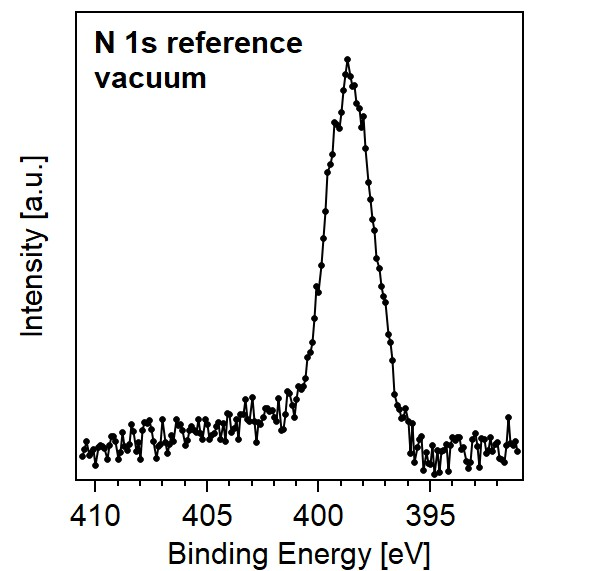 N 1s reference
vacuum
Intensity [a.u.]
410 405 400 395
Binding Energy [eV]